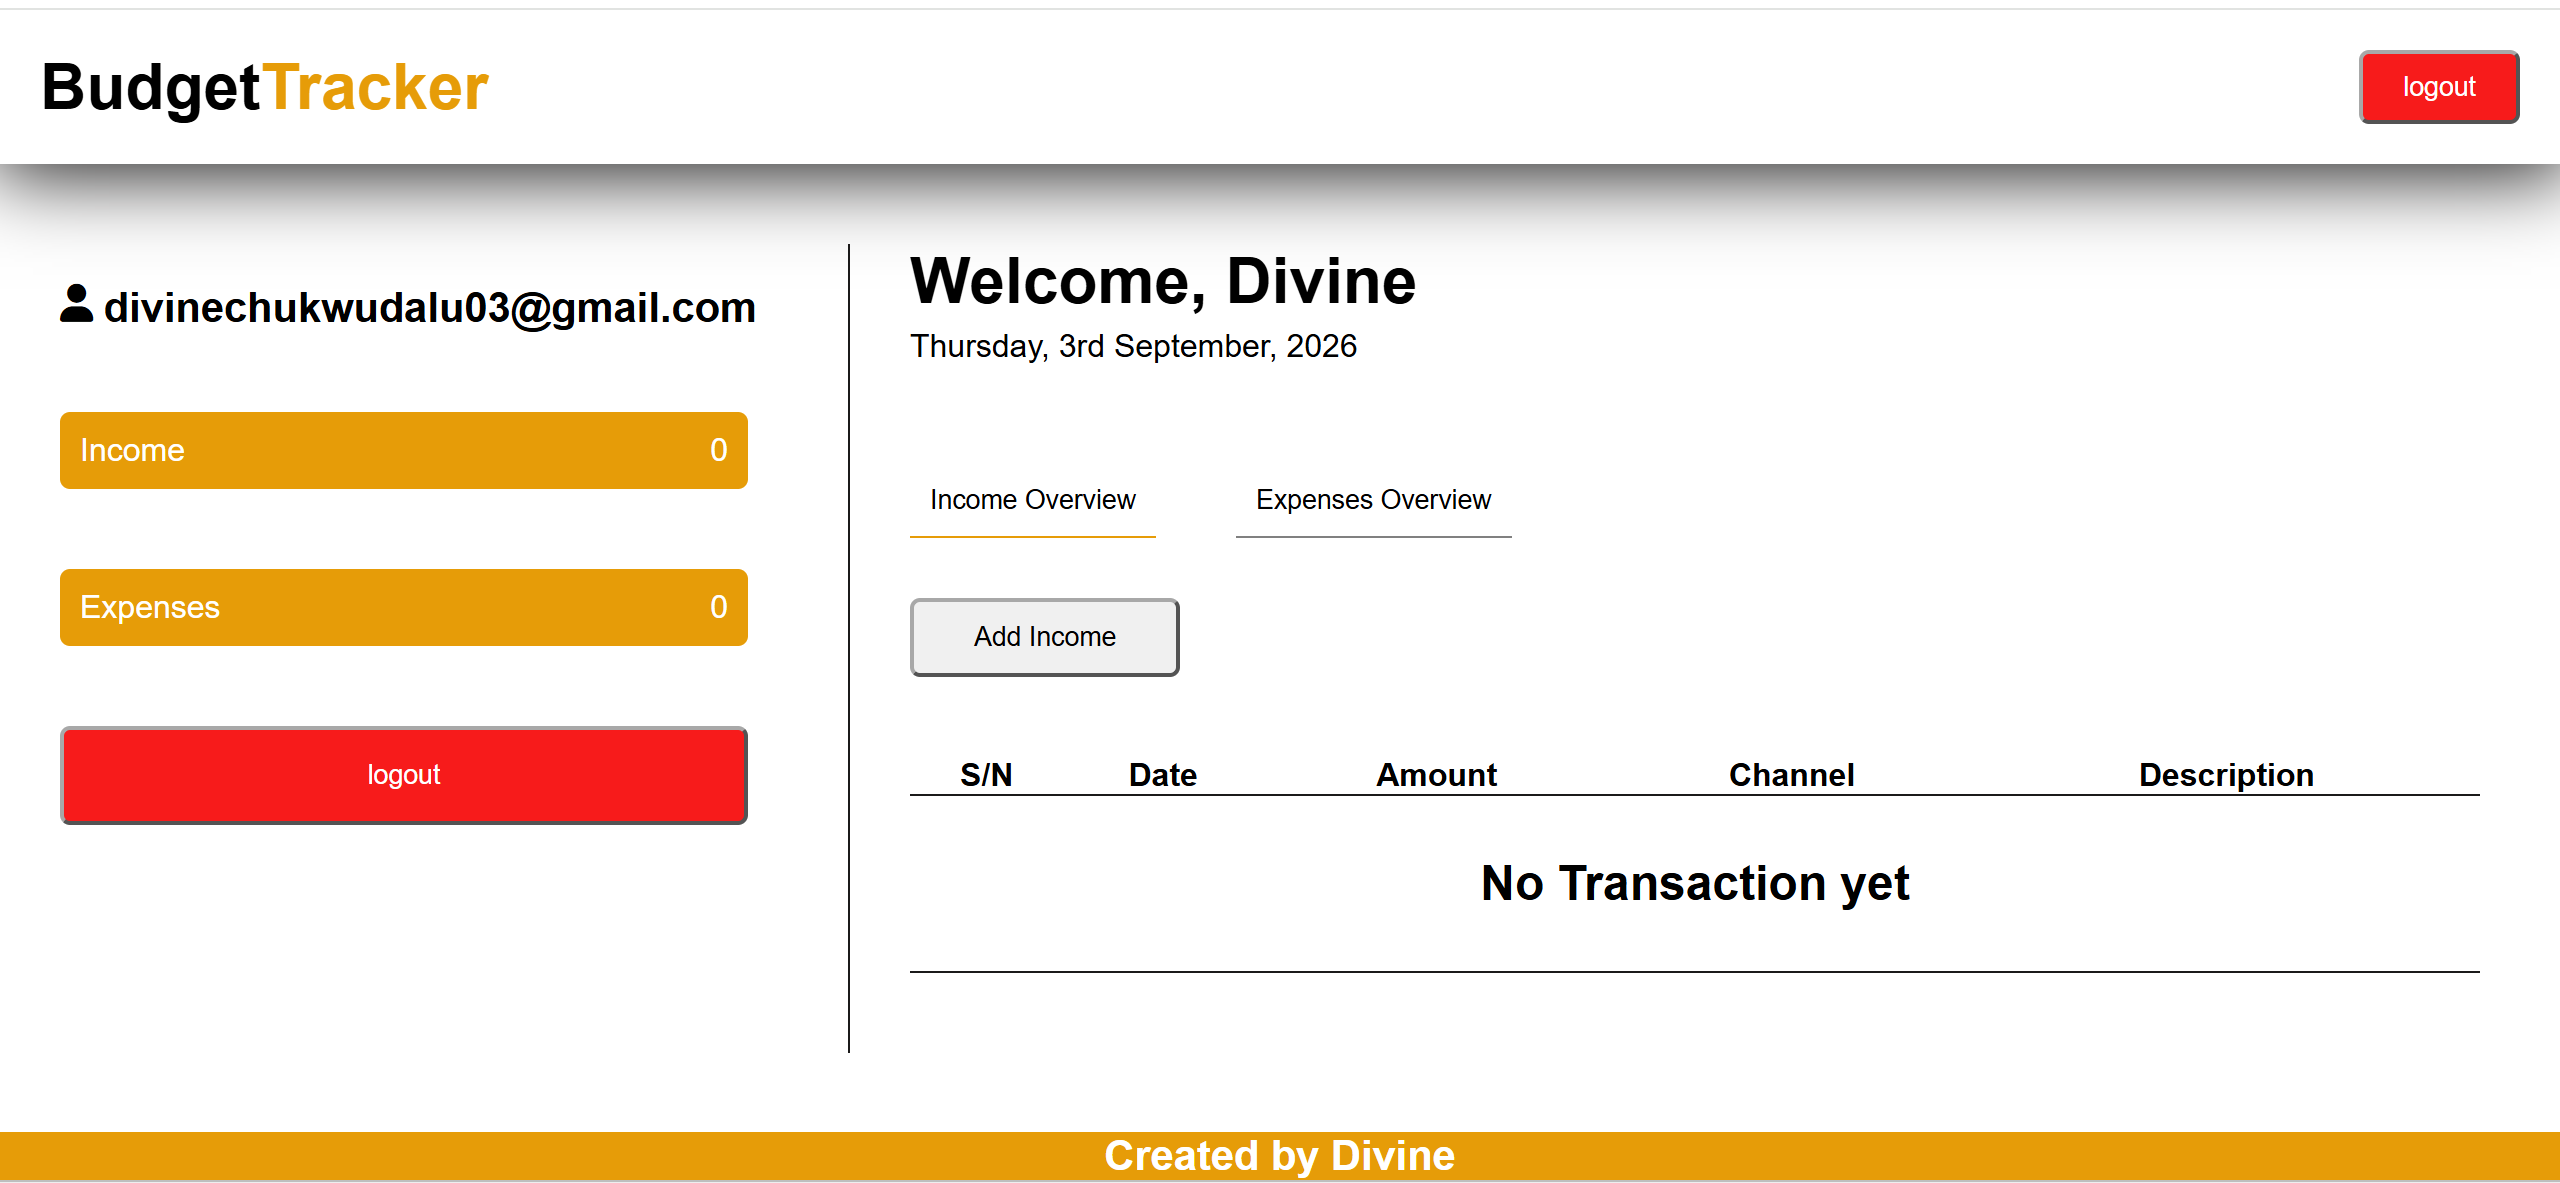 BudgetTracker
logout
divinechukwudalu03@gmail.com
Income 0
Expenses 0
logout
Welcome, Divine
Thursday, 3rd September, 2026
Income Overview Expenses Overview
Add Income
S/N Date Amount Channel Description
No Transaction yet
Created by Divine